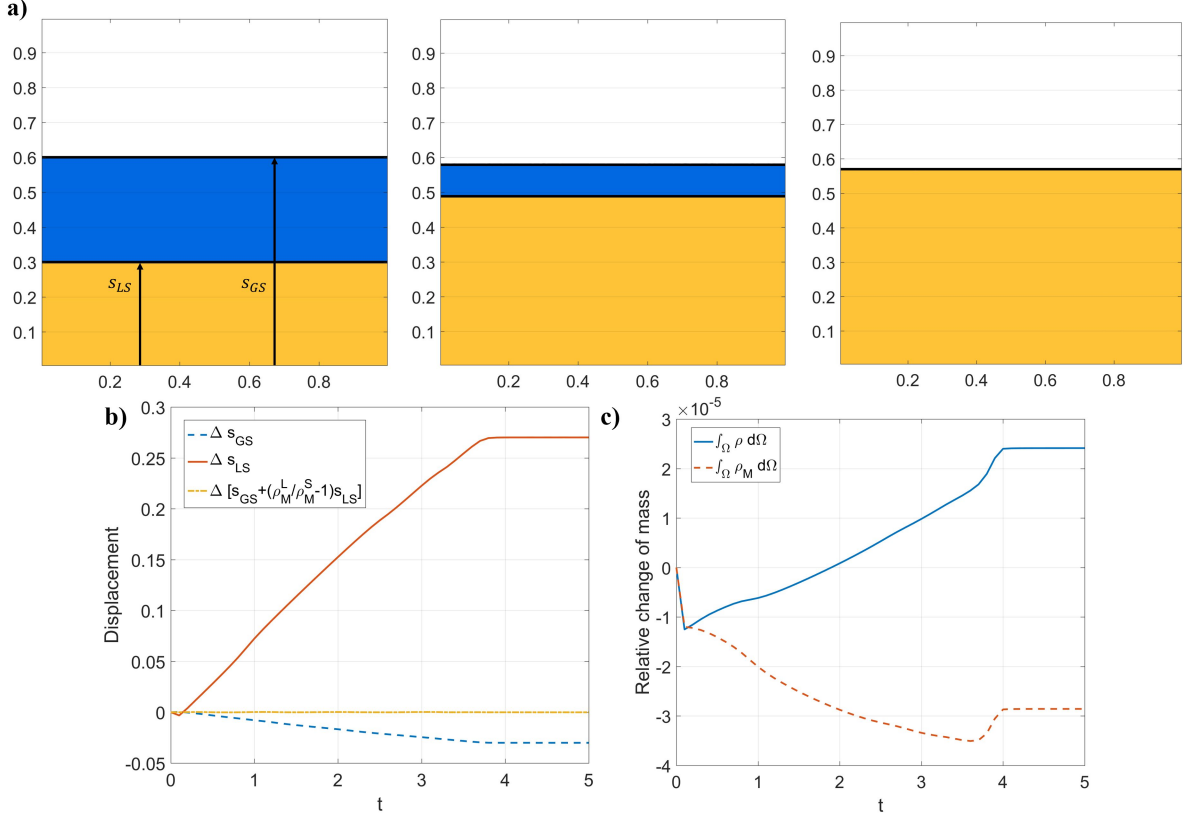 a)
0.9
0.8
0.7
0.6
0.5
0.4
0.3
0.2
0.1
0.2 0.4 0.6 0.8
s_LS
s_GS
0.9
0.8
0.7
0.6
0.5
0.4
0.3
0.2
0.1
0.2 0.4 0.6 0.8
0.9
0.8
0.7
0.6
0.5
0.4
0.3
0.2
0.1
0.2 0.4 0.6 0.8
b)
0.3
0.25
0.2
0.15
0.1
0.05
0
-0.05
Displacement
Δ s_GS
Δ s_LS
Δ [s_GS+(ρ_M^L/ρ_M^S-1)s_LS]
0 1 2 3 4 5
t
c)
×10^-5
3
2
1
0
-1
-2
-3
-4
Relative change of mass
∫_Ω ρ dΩ
∫_Ω ρ_M dΩ
0 1 2 3 4 5
t